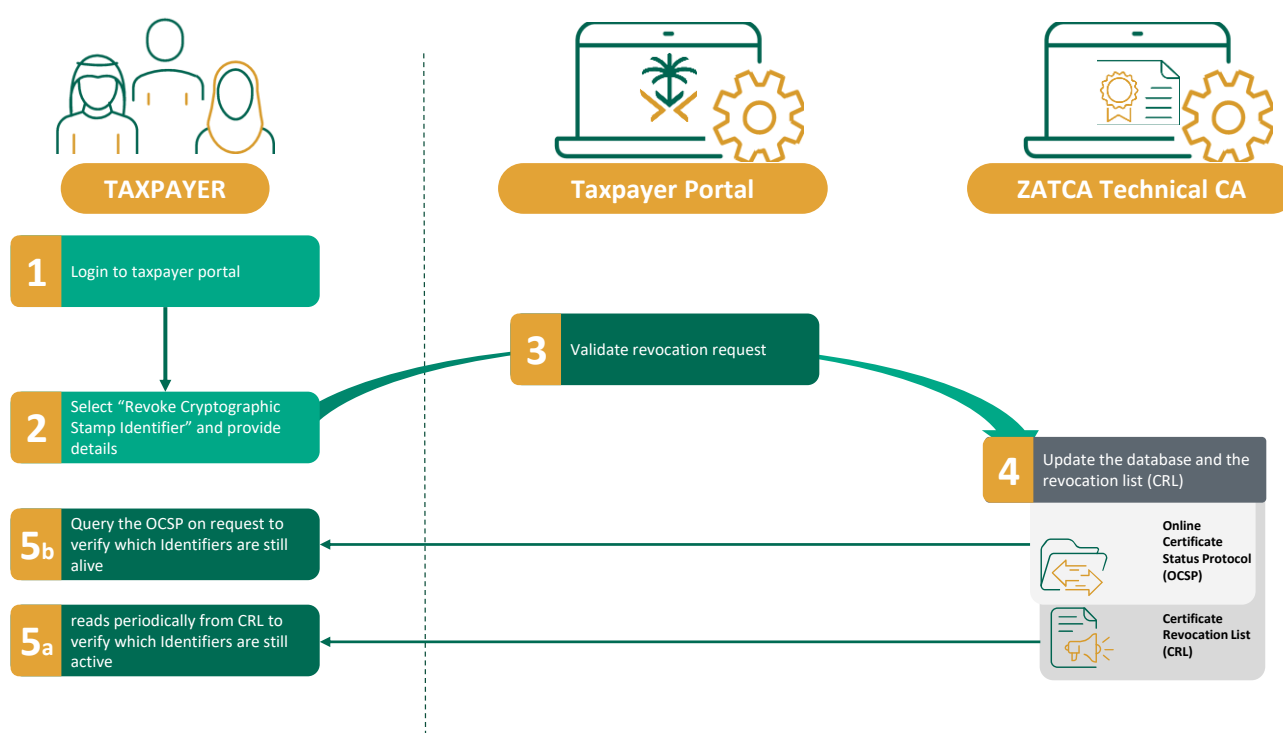 TAXPAYER
Taxpayer Portal
ZATCA Technical CA
1
Login to taxpayer portal
2
Select “Revoke Cryptographic
Stamp Identifier” and provide
details
3
Validate revocation request
4
Update the database and the
revocation list (CRL)
5b
Query the OCSP on request to
verify which Identifiers are still
alive
Online
Certificate
Status Protocol
(OCSP)
5a
reads periodically from CRL to
verify which Identifiers are still
active
Certificate
Revocation List
(CRL)